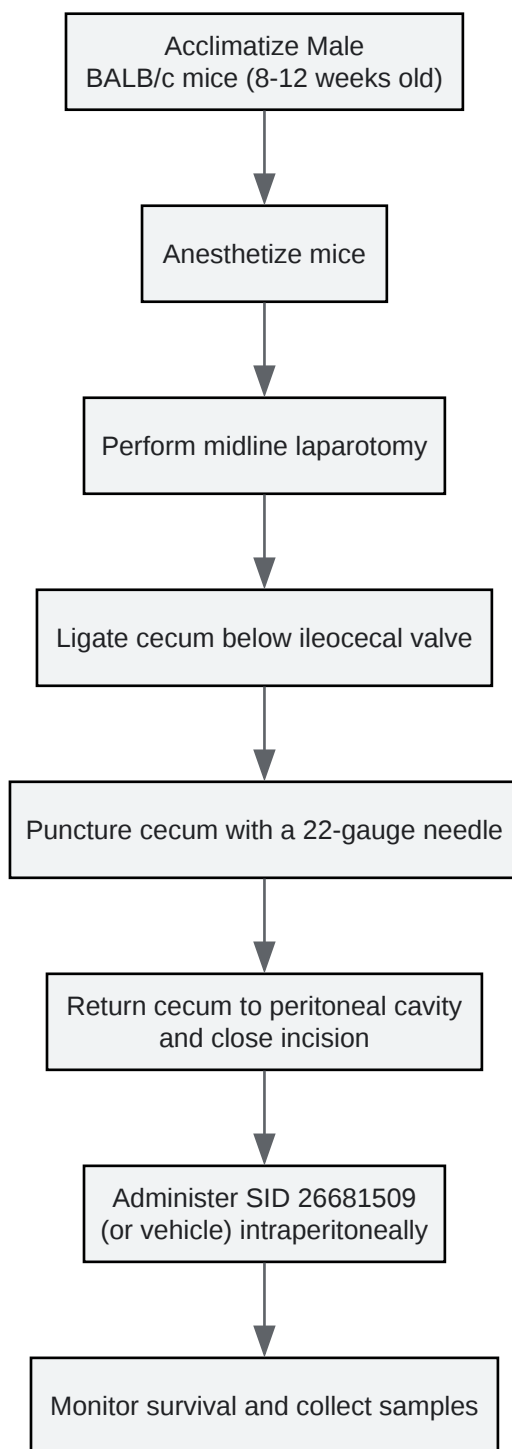 Acclimatize Male
BALB/c mice (8-12 weeks old)
Anesthetize mice
Perform midline laparotomy
Ligate cecum below ileocecal valve
Puncture cecum with a 22-gauge needle
Return cecum to peritoneal cavity
and close incision
Administer SID 26681509
(or vehicle) intraperitoneally
Monitor survival and collect samples